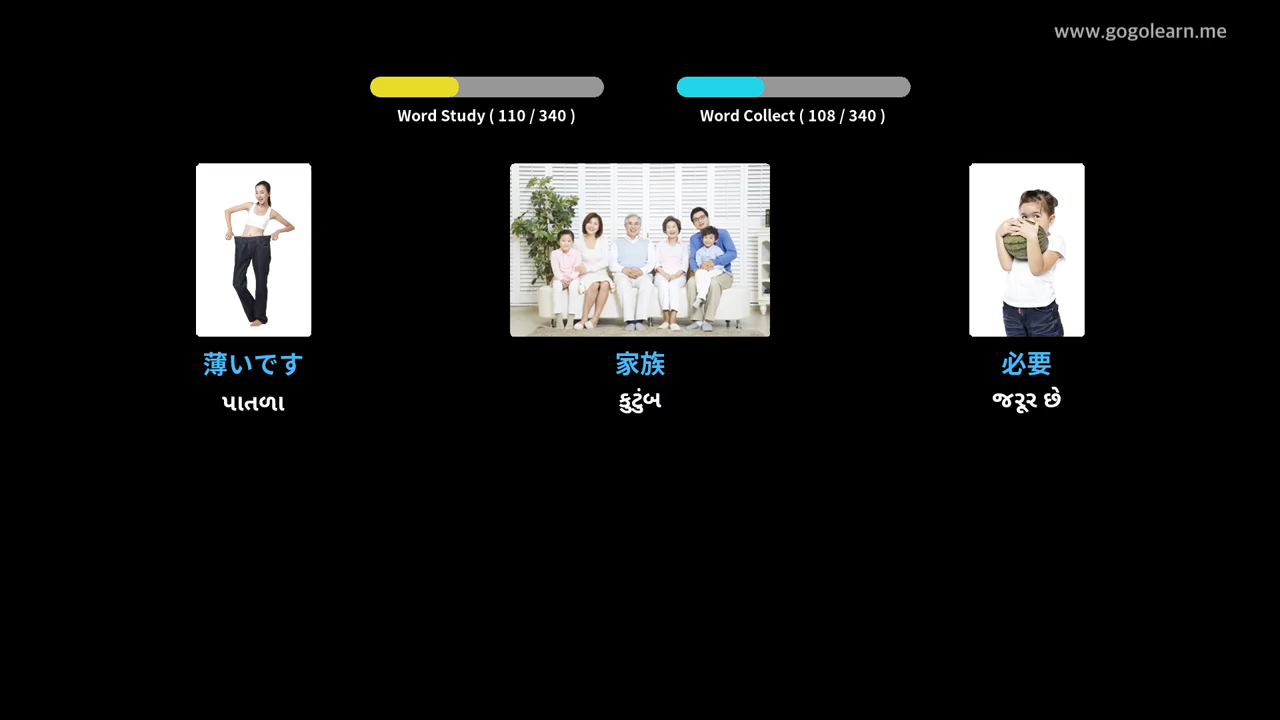 www.gogolearn.me
Word Study ( 110 / 340 )
Word Collect ( 108 / 340 )
薄いです
家族
必要
પાતળા
કુટુંબ
જરૂર છે